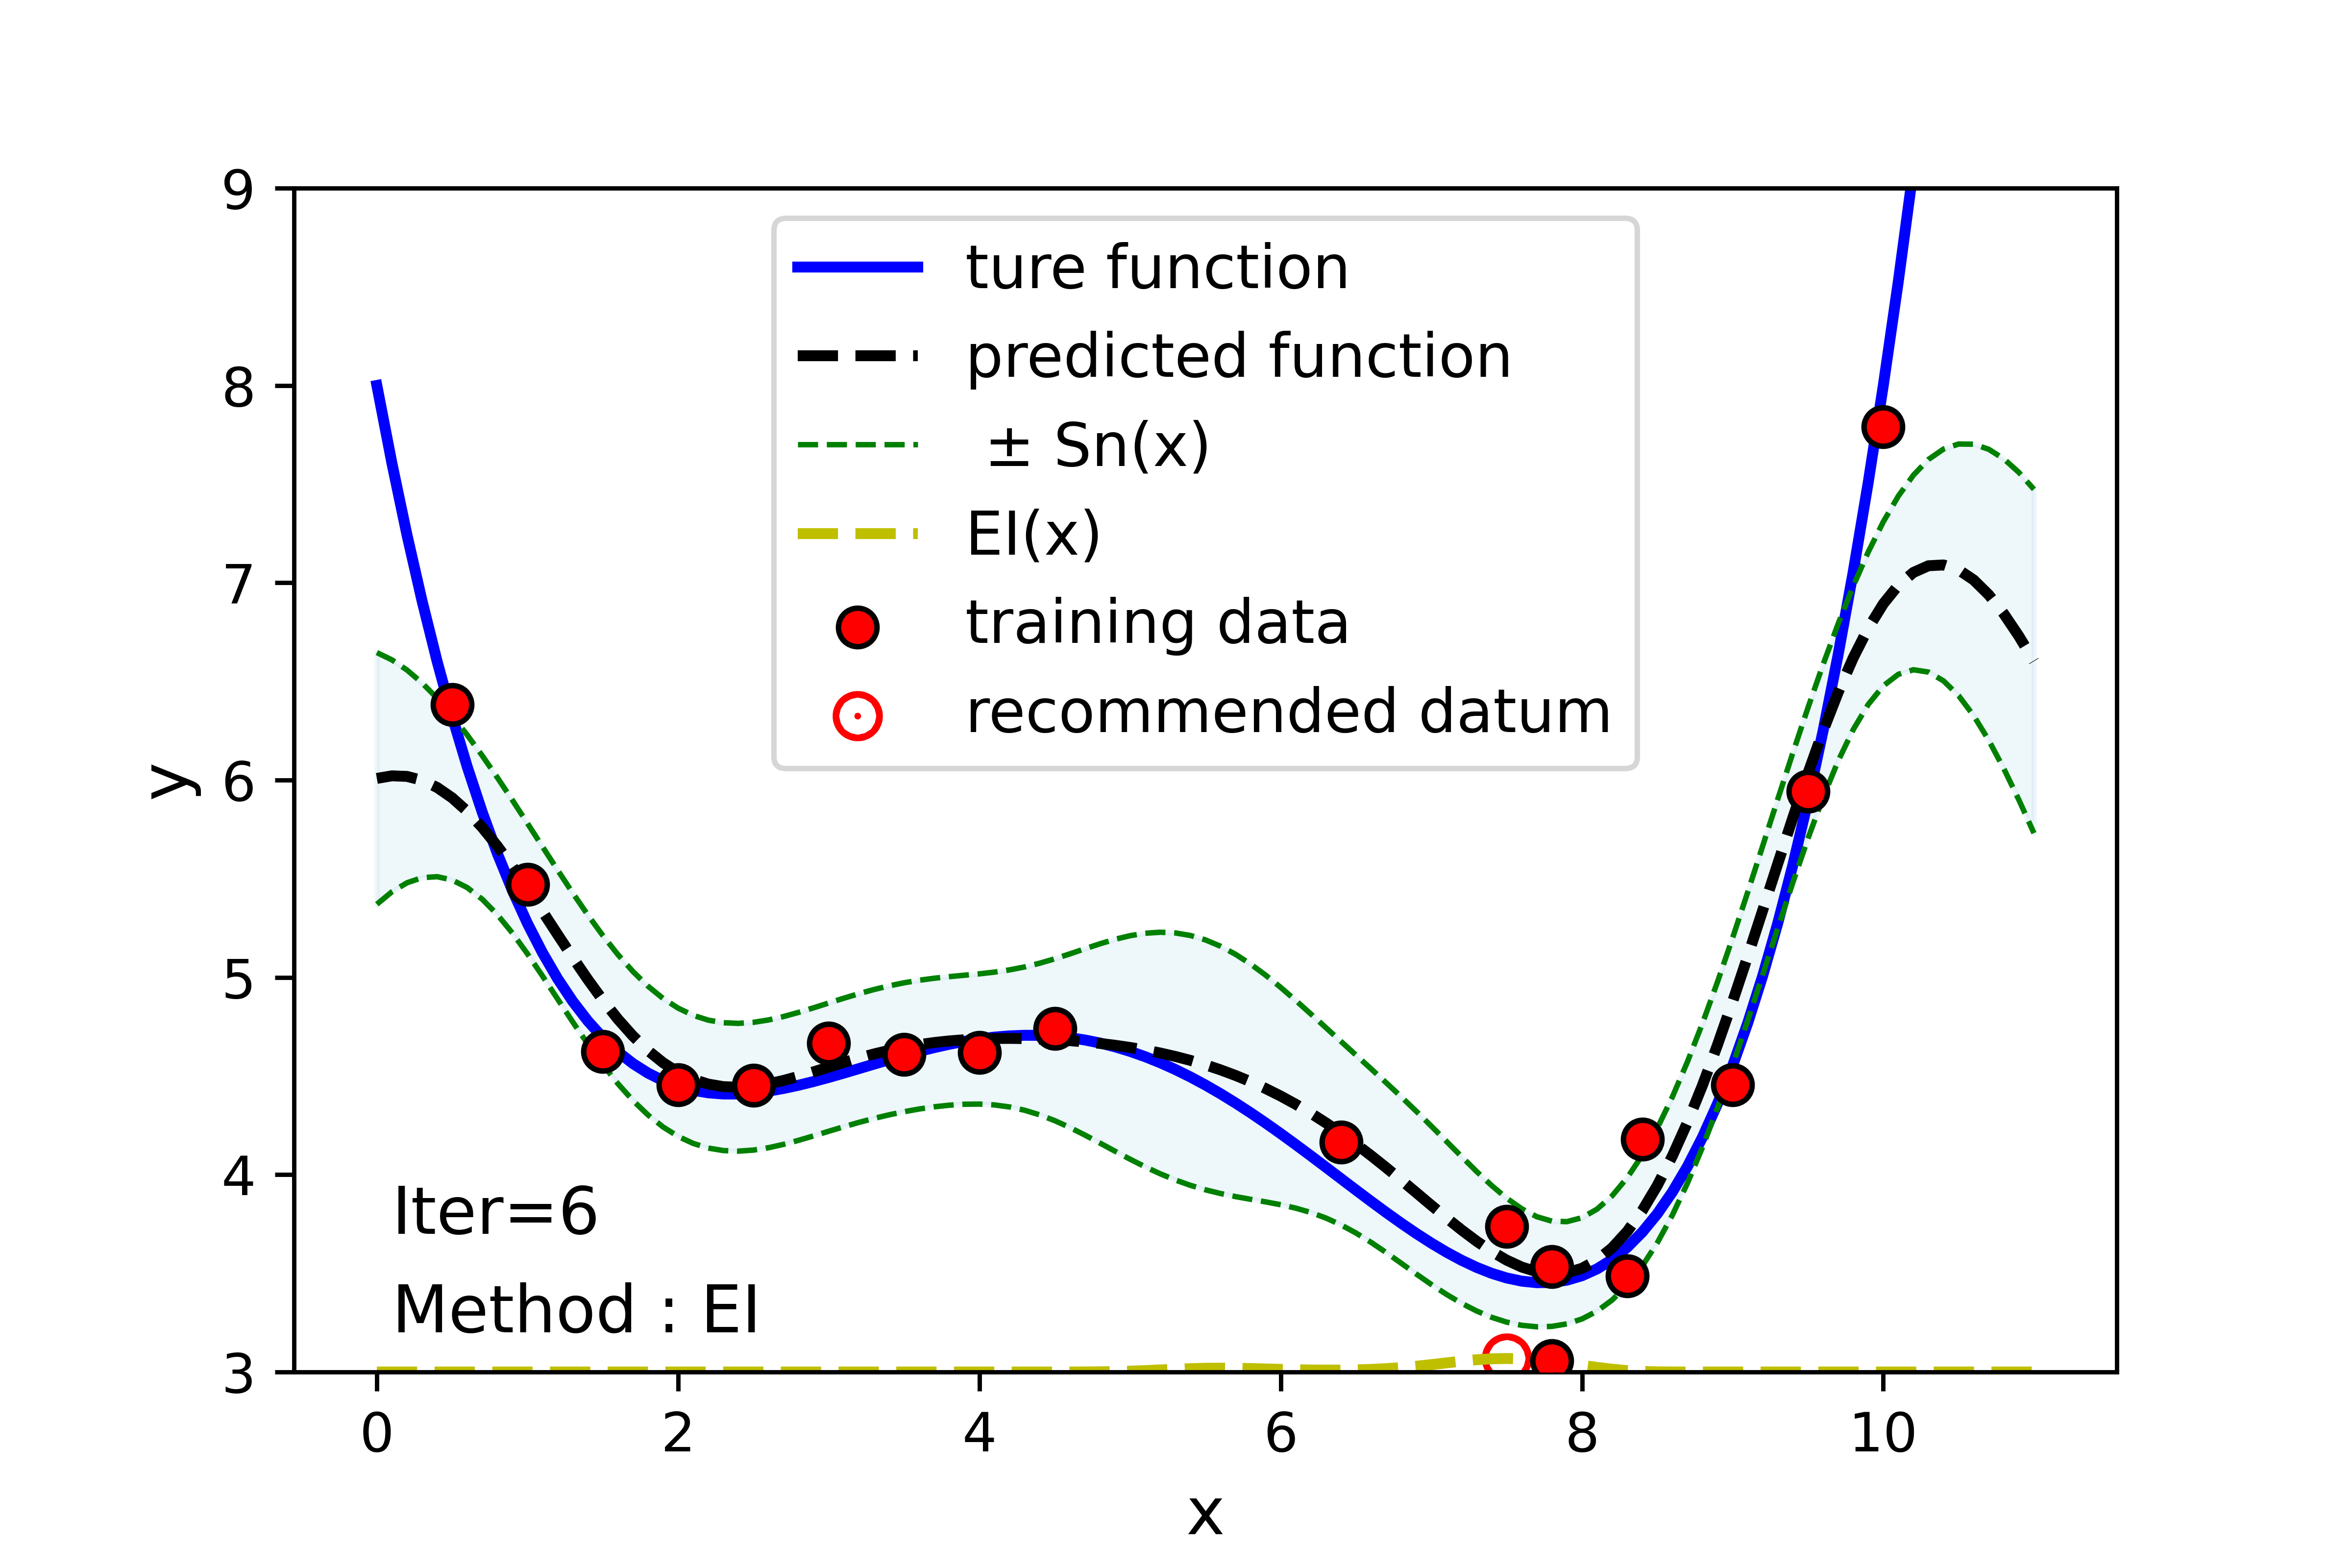 9
8
7
6
5
4
3
y
ture function
predicted function
± Sn(x)
EI(x)
training data
recommended datum
Iter=6
Method : EI
0 2 4 6 8 10
x